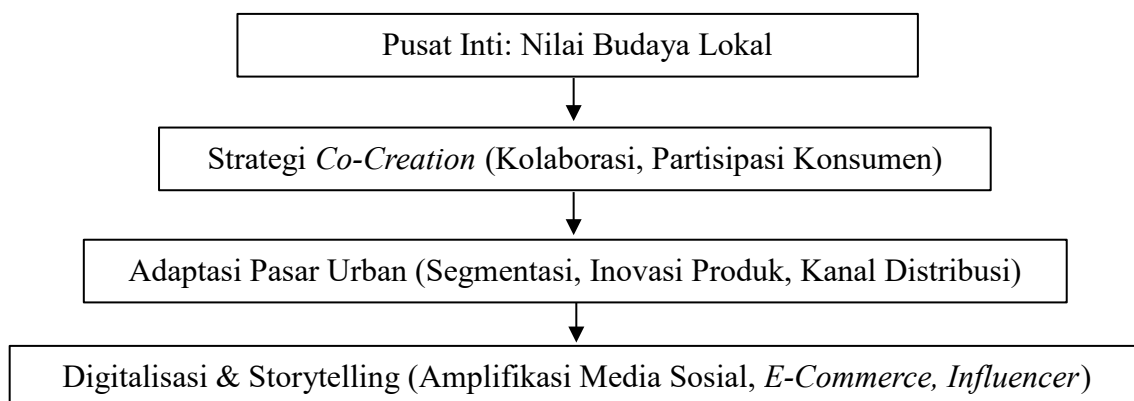 Pusat Inti: Nilai Budaya Lokal
Strategi Co-Creation (Kolaborasi, Partisipasi Konsumen)
Adaptasi Pasar Urban (Segmentasi, Inovasi Produk, Kanal Distribusi)
Digitalisasi & Storytelling (Amplifikasi Media Sosial, E-Commerce, Influencer)